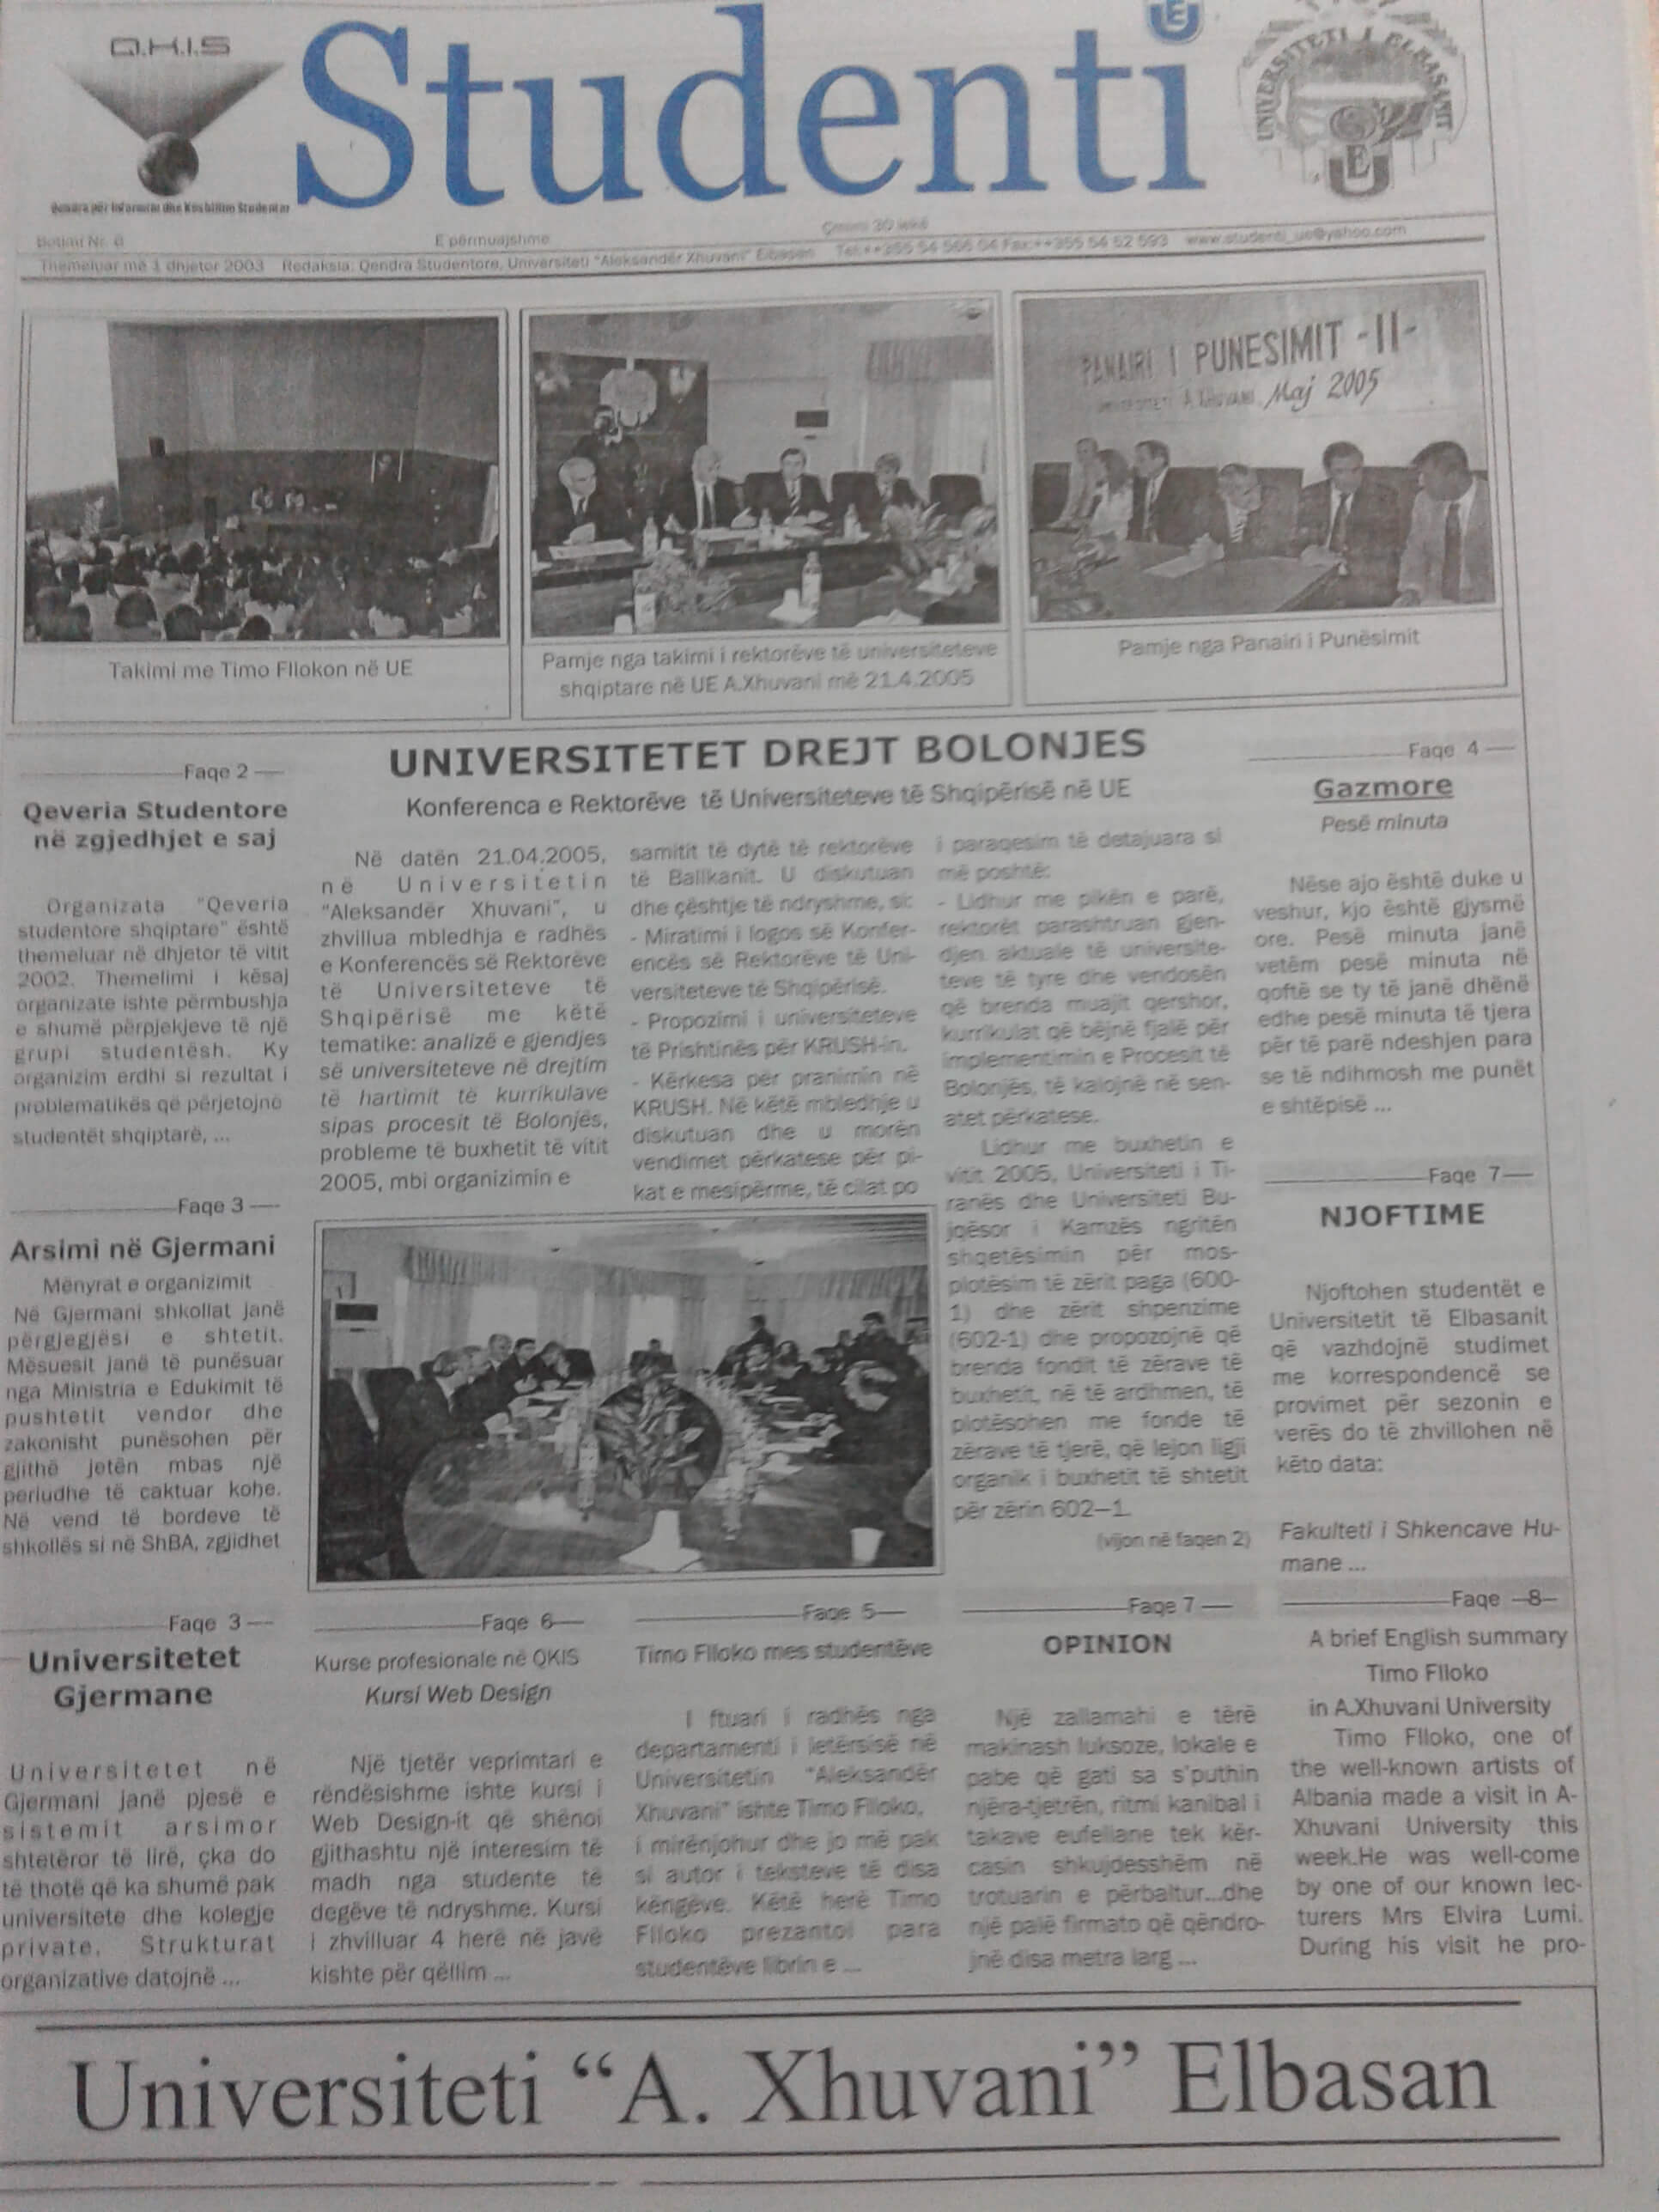 Q.H.I.S
Qendra për Informim dhe Studentor
Studenti
UE
UNIVERSITETI I ELBASANIT
UE
Botimi Nr. E përmuajshme Çmimi 30 lekë
Themeluar më 1 dhjetor 2003 Redaksia: Qendra Studentore, Universiteti "Aleksandër Xhuvani" Elbasan Tel:++355 54 Fax:++355 54 52 593 www.studenti_ue@yahoo.com
PANAIRI I PUNESIMIT -II-
UNIVERSITETI A.XHUVANI Maj 2005
Takimi me Timo Fllokon në UE
Pamje nga takimi i rektorëve të universiteteve
shqiptare në UE A.Xhuvani më 21.4.2005
Pamje nga Panairi i Punësimit
Faqe 2
Qeveria Studentore
në zgjedhjet e saj
Organizata "Qeveria
studentore shqiptare" është
themeluar në dhjetor të vitit
2002. Themelimi i kësaj
organizate ishte përmbushja
e shumë përpjekjeve të një
grupi studentësh. Ky
organizim erdhi si rezultat i
problematikës që përjetojnë
studentët shqiptarë, ...
Faqe 3
Arsimi në Gjermani
Mënyrat e organizimit
Në Gjermani shkollat janë
përgjegjësi e shtetit.
Mësuesit janë të punësuar
nga Ministria e Edukimit të
pushtetit vendor dhe
zakonisht punësohen për
gjithë jetën mbas një
periudhe të caktuar kohe.
Në vend të bordeve të
shkollës si në ShBA, zgjidhet
UNIVERSITETET DREJT BOLONJES
Konferenca e Rektorëve të Universiteteve të Shqipërisë në UE
Në datën 21.04.2005,
në Universitetin
"Aleksandër Xhuvani", u
zhvillua mbledhja e radhës
e Konferencës së Rektorëve
të Universiteteve të
Shqipërisë me këtë
tematike: analizë e gjendjes
së universiteteve në drejtim
të hartimit të kurrikulave
sipas procesit të Bolonjës,
probleme të buxhetit të vitit
2005, mbi organizimin e
samitit të dytë të rektorëve
të Ballkanit. U diskutuan
dhe çështje të ndryshme, si:
- Miratimi i logos së Konfer-
encës së Rektorëve të Uni-
versiteteve të Shqipërisë.
- Propozimi i universiteteve
të Prishtinës për KRUSH-in.
- Kërkesa për pranimin në
KRUSH. Në këtë mbledhje u
diskutuan dhe u morën
vendimet përkatese për pi-
kat e mesipërme, të cilat po
i paraqesim të detajuara si
më poshtë:
- Lidhur me pikën e parë,
rektorët parashtruan gjen-
djen aktuale të universite-
teve të tyre dhe vendosën
që brenda muajit qershor,
kurrikulat që bëjnë fjalë për
implementimin e Procesit të
Bolonjës, të kalojnë në sen-
atet përkatese.
Lidhur me buxhetin e
vitit 2005, Universiteti i Ti-
ranës dhe Universiteti Bu-
jqësor i Kamzës ngritën
shqetësimin për mos-
plotësim të zërit paga (600-
1) dhe zërit shpenzime
(602-1) dhe propozojnë që
brenda fondit të zërave të
buxhetit, në të ardhmen, të
plotësohen me fonde të
zërave të tjerë, që lejon ligji
organik i buxhetit të shtetit
për zërin 602-1.
(vijon në faqen 2)
Faqe 4
Gazmore
Pesë minuta
Nëse ajo është duke u
veshur, kjo është gjysmë
ore. Pesë minuta janë
vetëm pesë minuta në
qoftë se ty të janë dhënë
edhe pesë minuta të tjera
për të parë ndeshjen para
se të ndihmosh me punët
e shtëpisë ...
Faqe 7
NJOFTIME
Njoftohen studentët e
Universitetit të Elbasanit
që vazhdojnë studimet
me korrespondencë se
provimet për sezonin e
verës do të zhvillohen në
këto data:
Fakulteti i Shkencave Hu-
mane ...
Faqe 3
Universitetet
Gjermane
Universitetet në
Gjermani janë pjesë e
sistemit arsimor
shtetëror të lirë, çka do
të thotë që ka shumë pak
universitete dhe kolegje
private. Strukturat
organizative datojnë ...
Faqe 6
Kurse profesionale në QKIS
Kursi Web Design
Një tjetër veprimtari e
rëndësishme ishte kursi i
Web Design-it që shënoi
gjithashtu një interesim të
madh nga studente të
degëve të ndryshme. Kursi
i zhvilluar 4 herë në javë
kishte për qëllim ...
Faqe 5
Timo Flloko mes studentëve
I ftuari i radhës nga
departamenti i letërsisë në
Universitetin "Aleksandër
Xhuvani" ishte Timo Flloko,
i mirënjohur dhe jo më pak
si autor i teksteve të disa
këngëve. Këtë herë Timo
Flloko prezantoi para
studentëve librin e ...
Faqe 7
OPINION
Një zallamahi e tërë
makinash luksoze, lokale e
pabe që gati sa s'puthin
njëra-tjetrën, ritmi kanibal i
takave eufeliane tek kër-
casin shkujdesshëm në
trotuarin e përbaltur...dhe
një palë firmato që qëndro-
jnë disa metra larg ...
Faqe -8-
A brief English summary
Timo Flloko
in A.Xhuvani University
Timo Flloko, one of
the well-known artists of
Albania made a visit in A-
Xhuvani University this
week.He was well-come
by one of our known lec-
turers Mrs Elvira Lumi.
During his visit he pro-
Universiteti "A. Xhuvani" Elbasan